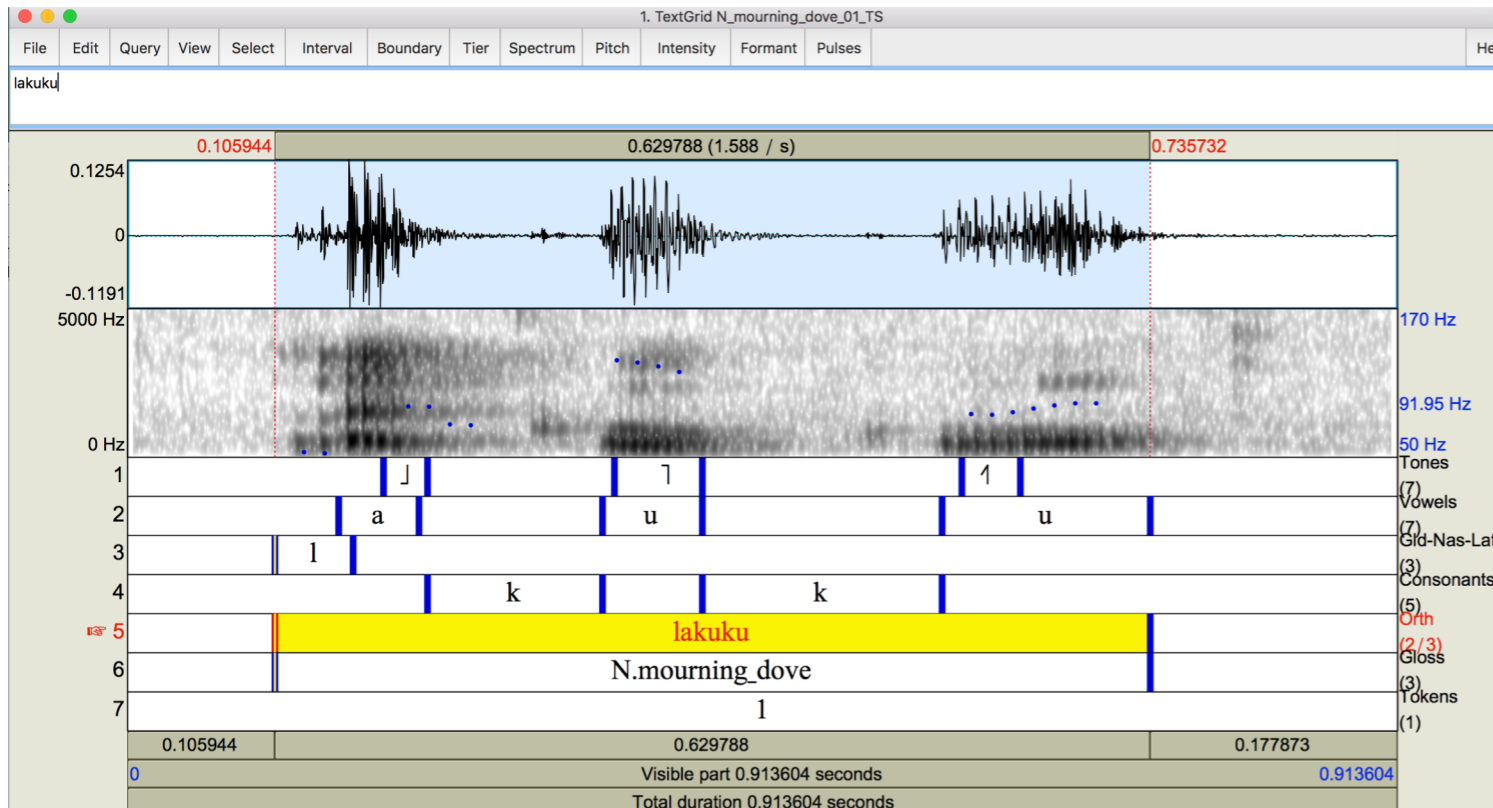 1. TextGrid N_mourning_dove_01_TS
File Edit Query View Select Interval Boundary Tier Spectrum Pitch Intensity Formant Pulses He
lakuku
0.105944 0.629788 (1.588 / s) 0.735732
0.1254
0
-0.1191
5000 Hz 170 Hz
91.95 Hz
0 Hz 50 Hz
1 ˩ ˥ ↿ Tones (7)
2 a u u Vowels (7)
3 l Gld-Nas-Lat (3)
4 k k Consonants (5)
☞ 5 lakuku Orth (2/3)
6 N.mourning_dove Gloss (3)
7 1 Tokens (1)
0.105944 0.629788 0.177873
0 Visible part 0.913604 seconds 0.913604
Total duration 0.913604 seconds